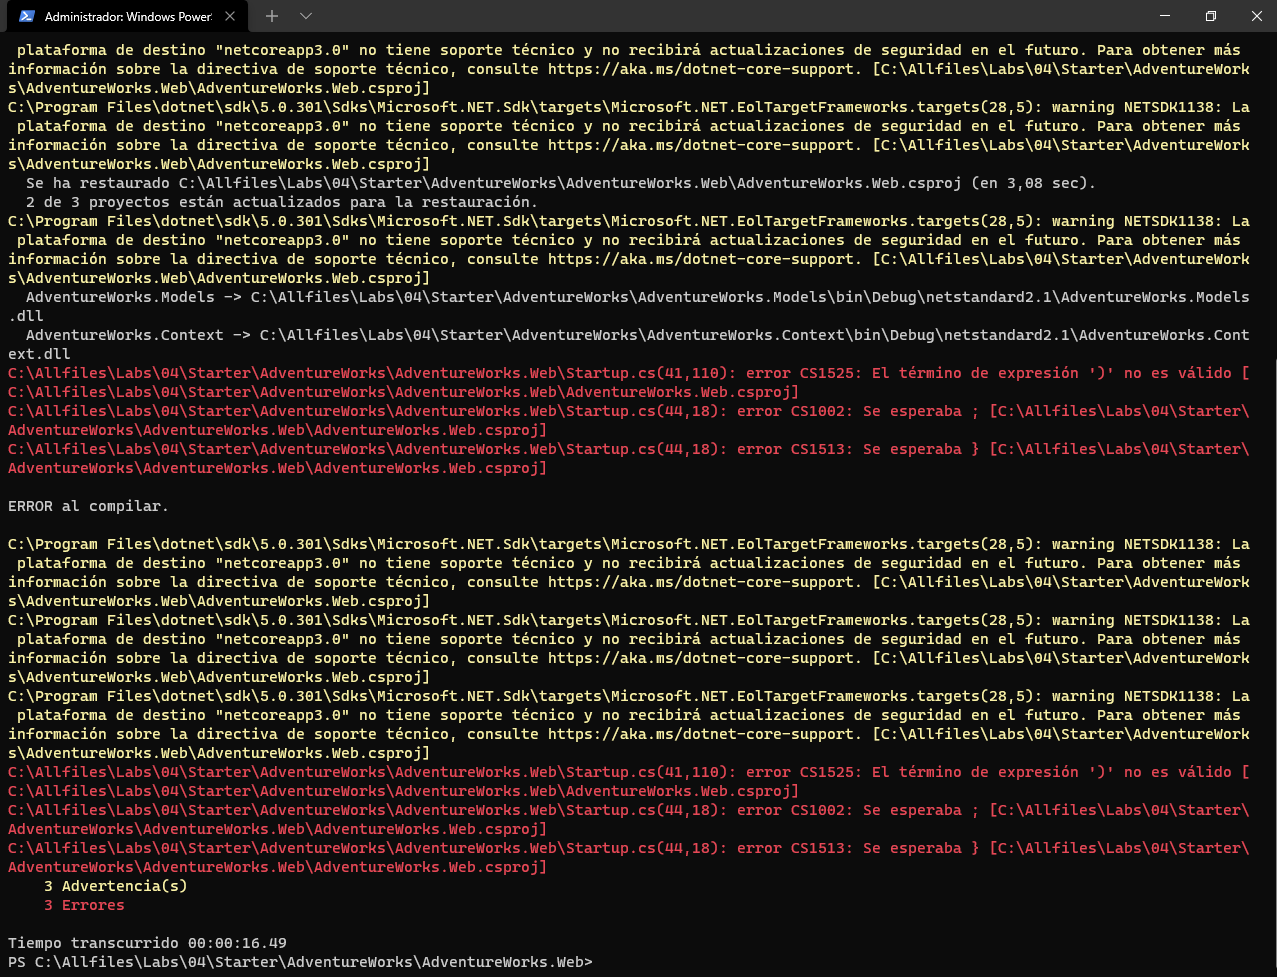 Administrador: Windows Power
 plataforma de destino "netcoreapp3.0" no tiene soporte técnico y no recibirá actualizaciones de seguridad en el futuro. Para obtener más
información sobre la directiva de soporte técnico, consulte https://aka.ms/dotnet-core-support. [C:\Allfiles\Labs\04\Starter\AdventureWork
s\AdventureWorks.Web\AdventureWorks.Web.csproj]
C:\Program Files\dotnet\sdk\5.0.301\Sdks\Microsoft.NET.Sdk\targets\Microsoft.NET.EolTargetFrameworks.targets(28,5): warning NETSDK1138: La
 plataforma de destino "netcoreapp3.0" no tiene soporte técnico y no recibirá actualizaciones de seguridad en el futuro. Para obtener más
información sobre la directiva de soporte técnico, consulte https://aka.ms/dotnet-core-support. [C:\Allfiles\Labs\04\Starter\AdventureWork
s\AdventureWorks.Web\AdventureWorks.Web.csproj]
  Se ha restaurado C:\Allfiles\Labs\04\Starter\AdventureWorks\AdventureWorks.Web\AdventureWorks.Web.csproj (en 3,08 sec).
  2 de 3 proyectos están actualizados para la restauración.
C:\Program Files\dotnet\sdk\5.0.301\Sdks\Microsoft.NET.Sdk\targets\Microsoft.NET.EolTargetFrameworks.targets(28,5): warning NETSDK1138: La
 plataforma de destino "netcoreapp3.0" no tiene soporte técnico y no recibirá actualizaciones de seguridad en el futuro. Para obtener más
información sobre la directiva de soporte técnico, consulte https://aka.ms/dotnet-core-support. [C:\Allfiles\Labs\04\Starter\AdventureWork
s\AdventureWorks.Web\AdventureWorks.Web.csproj]
  AdventureWorks.Models -> C:\Allfiles\Labs\04\Starter\AdventureWorks\AdventureWorks.Models\bin\Debug\netstandard2.1\AdventureWorks.Models
.dll
  AdventureWorks.Context -> C:\Allfiles\Labs\04\Starter\AdventureWorks\AdventureWorks.Context\bin\Debug\netstandard2.1\AdventureWorks.Cont
ext.dll
C:\Allfiles\Labs\04\Starter\AdventureWorks\AdventureWorks.Web\Startup.cs(41,110): error CS1525: El término de expresión ')' no es válido [
C:\Allfiles\Labs\04\Starter\AdventureWorks\AdventureWorks.Web\AdventureWorks.Web.csproj]
C:\Allfiles\Labs\04\Starter\AdventureWorks\AdventureWorks.Web\Startup.cs(44,18): error CS1002: Se esperaba ; [C:\Allfiles\Labs\04\Starter\
AdventureWorks\AdventureWorks.Web\AdventureWorks.Web.csproj]
C:\Allfiles\Labs\04\Starter\AdventureWorks\AdventureWorks.Web\Startup.cs(44,18): error CS1513: Se esperaba } [C:\Allfiles\Labs\04\Starter\
AdventureWorks\AdventureWorks.Web\AdventureWorks.Web.csproj]

ERROR al compilar.

C:\Program Files\dotnet\sdk\5.0.301\Sdks\Microsoft.NET.Sdk\targets\Microsoft.NET.EolTargetFrameworks.targets(28,5): warning NETSDK1138: La
 plataforma de destino "netcoreapp3.0" no tiene soporte técnico y no recibirá actualizaciones de seguridad en el futuro. Para obtener más
información sobre la directiva de soporte técnico, consulte https://aka.ms/dotnet-core-support. [C:\Allfiles\Labs\04\Starter\AdventureWork
s\AdventureWorks.Web\AdventureWorks.Web.csproj]
C:\Program Files\dotnet\sdk\5.0.301\Sdks\Microsoft.NET.Sdk\targets\Microsoft.NET.EolTargetFrameworks.targets(28,5): warning NETSDK1138: La
 plataforma de destino "netcoreapp3.0" no tiene soporte técnico y no recibirá actualizaciones de seguridad en el futuro. Para obtener más
información sobre la directiva de soporte técnico, consulte https://aka.ms/dotnet-core-support. [C:\Allfiles\Labs\04\Starter\AdventureWork
s\AdventureWorks.Web\AdventureWorks.Web.csproj]
C:\Program Files\dotnet\sdk\5.0.301\Sdks\Microsoft.NET.Sdk\targets\Microsoft.NET.EolTargetFrameworks.targets(28,5): warning NETSDK1138: La
 plataforma de destino "netcoreapp3.0" no tiene soporte técnico y no recibirá actualizaciones de seguridad en el futuro. Para obtener más
información sobre la directiva de soporte técnico, consulte https://aka.ms/dotnet-core-support. [C:\Allfiles\Labs\04\Starter\AdventureWork
s\AdventureWorks.Web\AdventureWorks.Web.csproj]
C:\Allfiles\Labs\04\Starter\AdventureWorks\AdventureWorks.Web\Startup.cs(41,110): error CS1525: El término de expresión ')' no es válido [
C:\Allfiles\Labs\04\Starter\AdventureWorks\AdventureWorks.Web\AdventureWorks.Web.csproj]
C:\Allfiles\Labs\04\Starter\AdventureWorks\AdventureWorks.Web\Startup.cs(44,18): error CS1002: Se esperaba ; [C:\Allfiles\Labs\04\Starter\
AdventureWorks\AdventureWorks.Web\AdventureWorks.Web.csproj]
C:\Allfiles\Labs\04\Starter\AdventureWorks\AdventureWorks.Web\Startup.cs(44,18): error CS1513: Se esperaba } [C:\Allfiles\Labs\04\Starter\
AdventureWorks\AdventureWorks.Web\AdventureWorks.Web.csproj]
    3 Advertencia(s)
    3 Errores

Tiempo transcurrido 00:00:16.49
PS C:\Allfiles\Labs\04\Starter\AdventureWorks\AdventureWorks.Web>